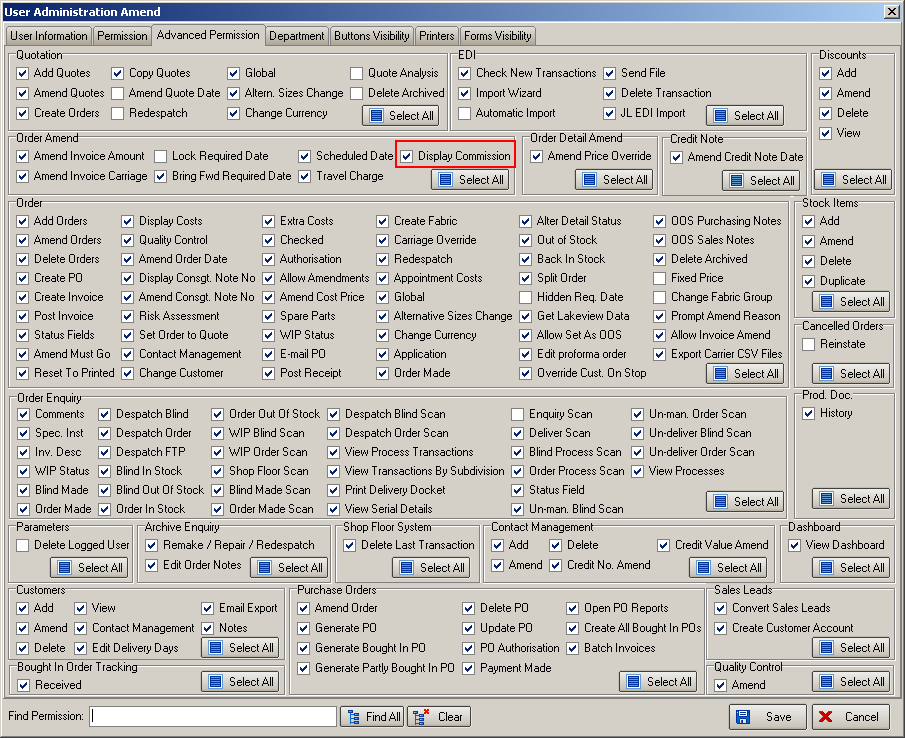 User Administration Amend
User Information Permission Advanced Permission Department Buttons Visibility Printers Forms Visibility
Quotation
Add Quotes Copy Quotes Global Quote Analysis
Amend Quotes Amend Quote Date Altern. Sizes Change Delete Archived
Create Orders Redespatch Change Currency Select All
EDI
Check New Transactions Send File
Import Wizard Delete Transaction
Automatic Import JL EDI Import Select All
Discounts
Add
Amend
Delete
View
Select All
Order Amend
Amend Invoice Amount Lock Required Date Scheduled Date Display Commission
Amend Invoice Carriage Bring Fwd Required Date Travel Charge Select All
Order Detail Amend
Amend Price Override
Select All
Credit Note
Amend Credit Note Date
Select All
Order
Add Orders Display Costs Extra Costs Create Fabric Alter Detail Status OOS Purchasing Notes
Amend Orders Quality Control Checked Carriage Override Out of Stock OOS Sales Notes
Delete Orders Amend Order Date Authorisation Redespatch Back In Stock Delete Archived
Create PO Display Consgt. Note No Allow Amendments Appointment Costs Split Order Fixed Price
Create Invoice Amend Consgt. Note No Amend Cost Price Global Hidden Req. Date Change Fabric Group
Post Invoice Risk Assessment Spare Parts Alternative Sizes Change Get Lakeview Data Prompt Amend Reason
Status Fields Set Order to Quote WIP Status Change Currency Allow Set As OOS Allow Invoice Amend
Amend Must Go Contact Management E-mail PO Application Edit proforma order Export Carrier CSV Files
Reset To Printed Change Customer Post Receipt Order Made Override Cust. On Stop Select All
Stock Items
Add
Amend
Delete
Duplicate
Select All
Cancelled Orders
Reinstate
Select All
Order Enquiry
Comments Despatch Blind Order Out Of Stock Despatch Blind Scan Enquiry Scan Un-man. Order Scan
Spec. Inst Despatch Order WIP Blind Scan Despatch Order Scan Deliver Scan Un-deliver Blind Scan
Inv. Desc Despatch FTP WIP Order Scan View Process Transactions Blind Process Scan Un-deliver Order Scan
WIP Status Blind In Stock Shop Floor Scan View Transactions By Subdivision Order Process Scan View Processes
Blind Made Blind Out Of Stock Blind Made Scan Print Delivery Docket Status Field
Order Made Order In Stock Order Made Scan View Serial Details Un-man. Blind Scan Select All
Prod. Doc.
History
Select All
Parameters
Delete Logged User
Select All
Archive Enquiry
Remake / Repair / Redespatch
Edit Order Notes Select All
Shop Floor System
Delete Last Transaction
Select All
Contact Management
Add Delete Credit Value Amend
Amend Credit No. Amend Select All
Dashboard
View Dashboard
Select All
Customers
Add View Email Export
Amend Contact Management Notes
Delete Edit Delivery Days Select All
Purchase Orders
Amend Order Delete PO Open PO Reports
Generate PO Update PO Create All Bought In POs
Generate Bought In PO PO Authorisation Batch Invoices
Generate Partly Bought In PO Payment Made Select All
Sales Leads
Convert Sales Leads
Create Customer Account
Select All
Bought In Order Tracking
Received Select All
Quality Control
Amend Select All
Find Permission: Find All Clear Save Cancel